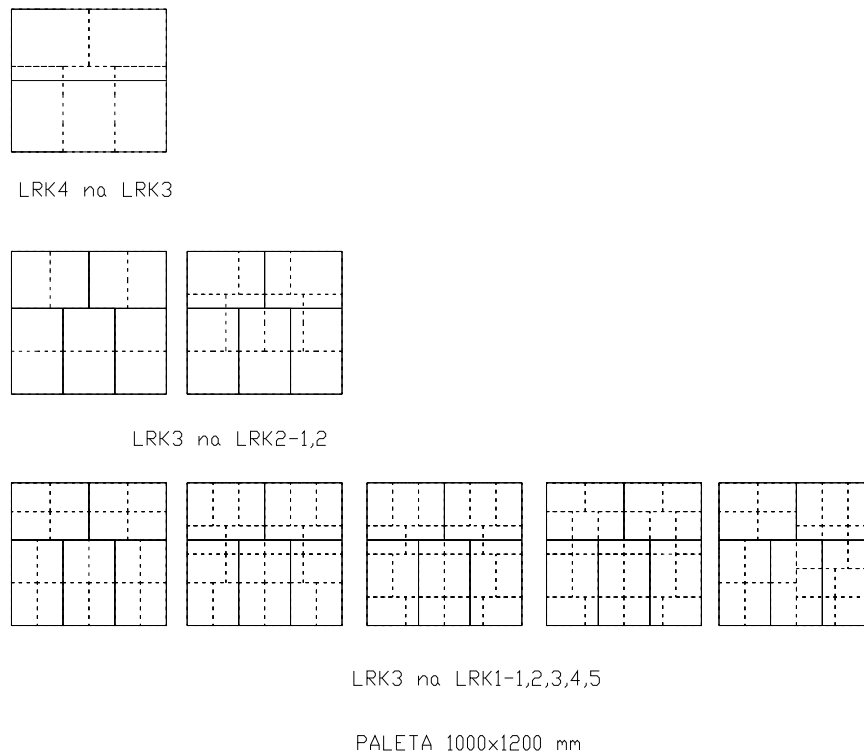 LRK4 na LRK3
LRK3 na LRK2-1,2
LRK3 na LRK1-1,2,3,4,5
PALETA 1000x1200 mm